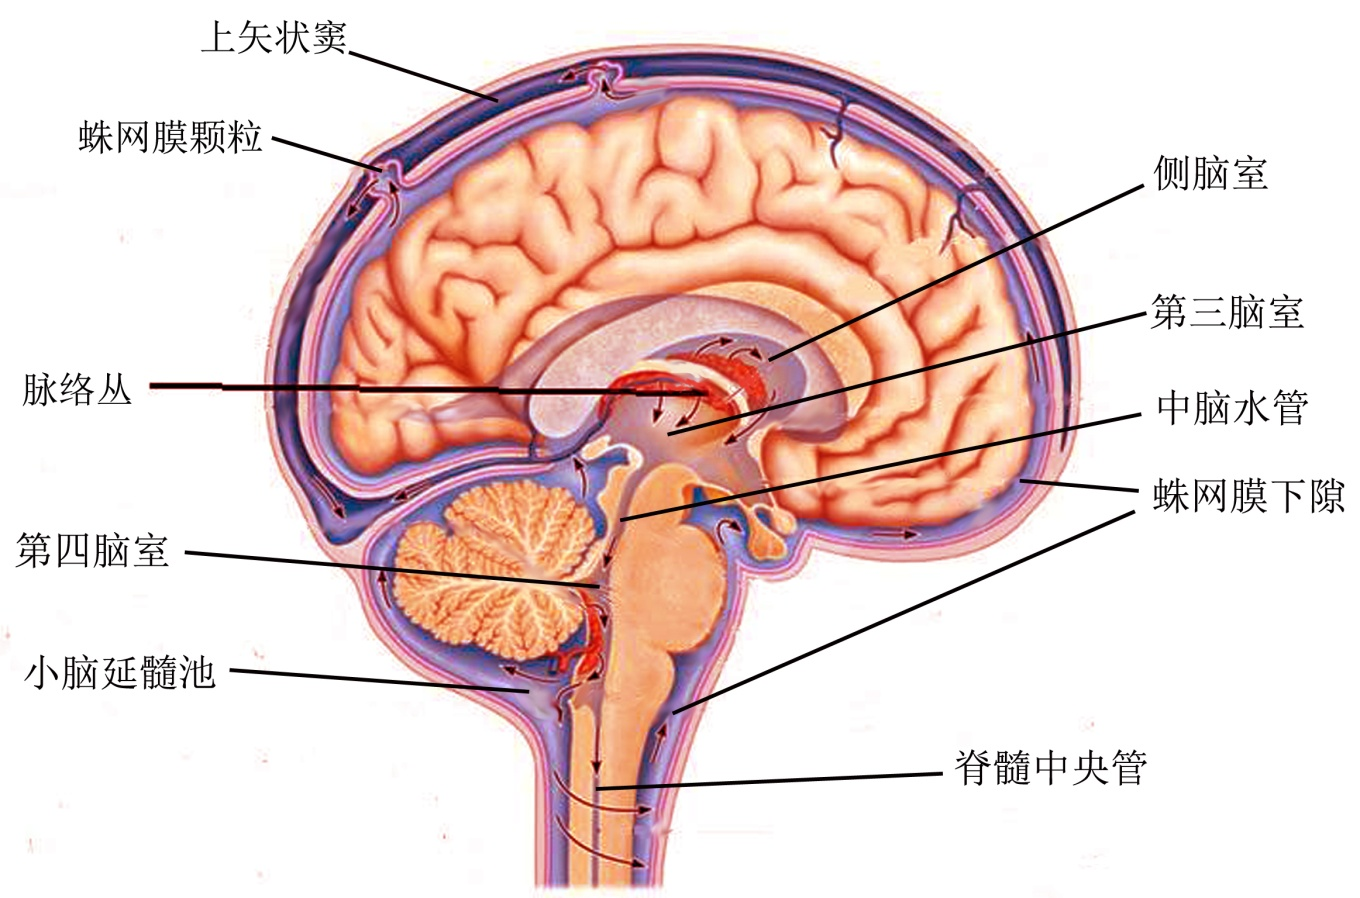 上矢状窦
蛛网膜颗粒
侧脑室
第三脑室
脉络丛
中脑水管
蛛网膜下隙
第四脑室
小脑延髓池
脊髓中央管